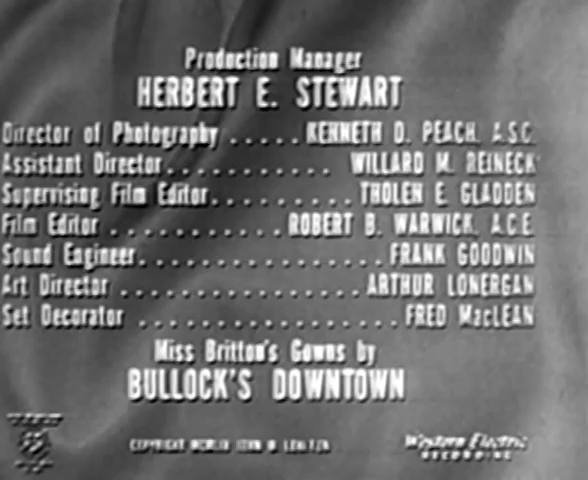 Production Manager
HERBERT E. STEWART
Director of Photography ..... KENNETH D. PEACH, A.S.C.
Assistant Director........... WILLARD M. REINECK
Supervising Film Editor......... THOLEN E. GLADDEN
Film Editor ........... ROBERT B. WARWICK, A.C.E.
Sound Engineer................ FRANK GOODWIN
Art Director ............... ARTHUR LONERGAN
Set Decorator ................. FRED MacLEAN
Miss Britton's Gowns by
BULLOCK'S DOWNTOWN
COPYRIGHT JOHN W.
Western Electric
RECORDING